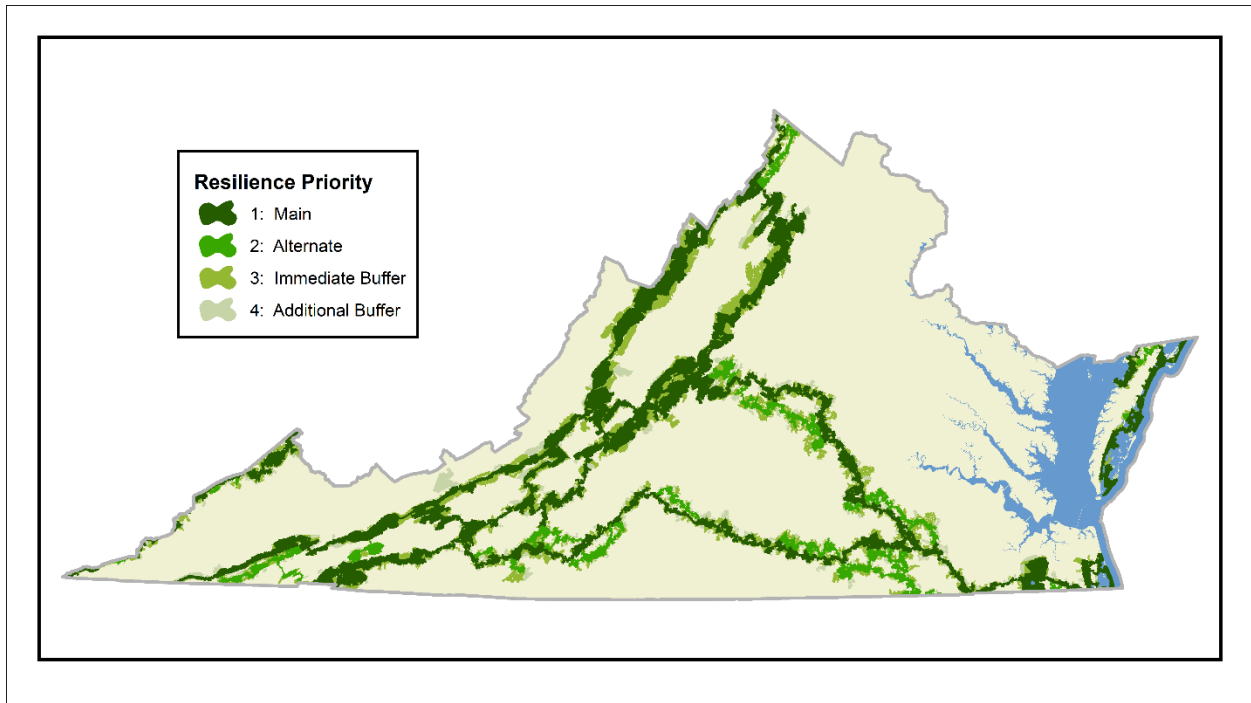 Resilience Priority
1: Main
2: Alternate
3: Immediate Buffer
4: Additional Buffer